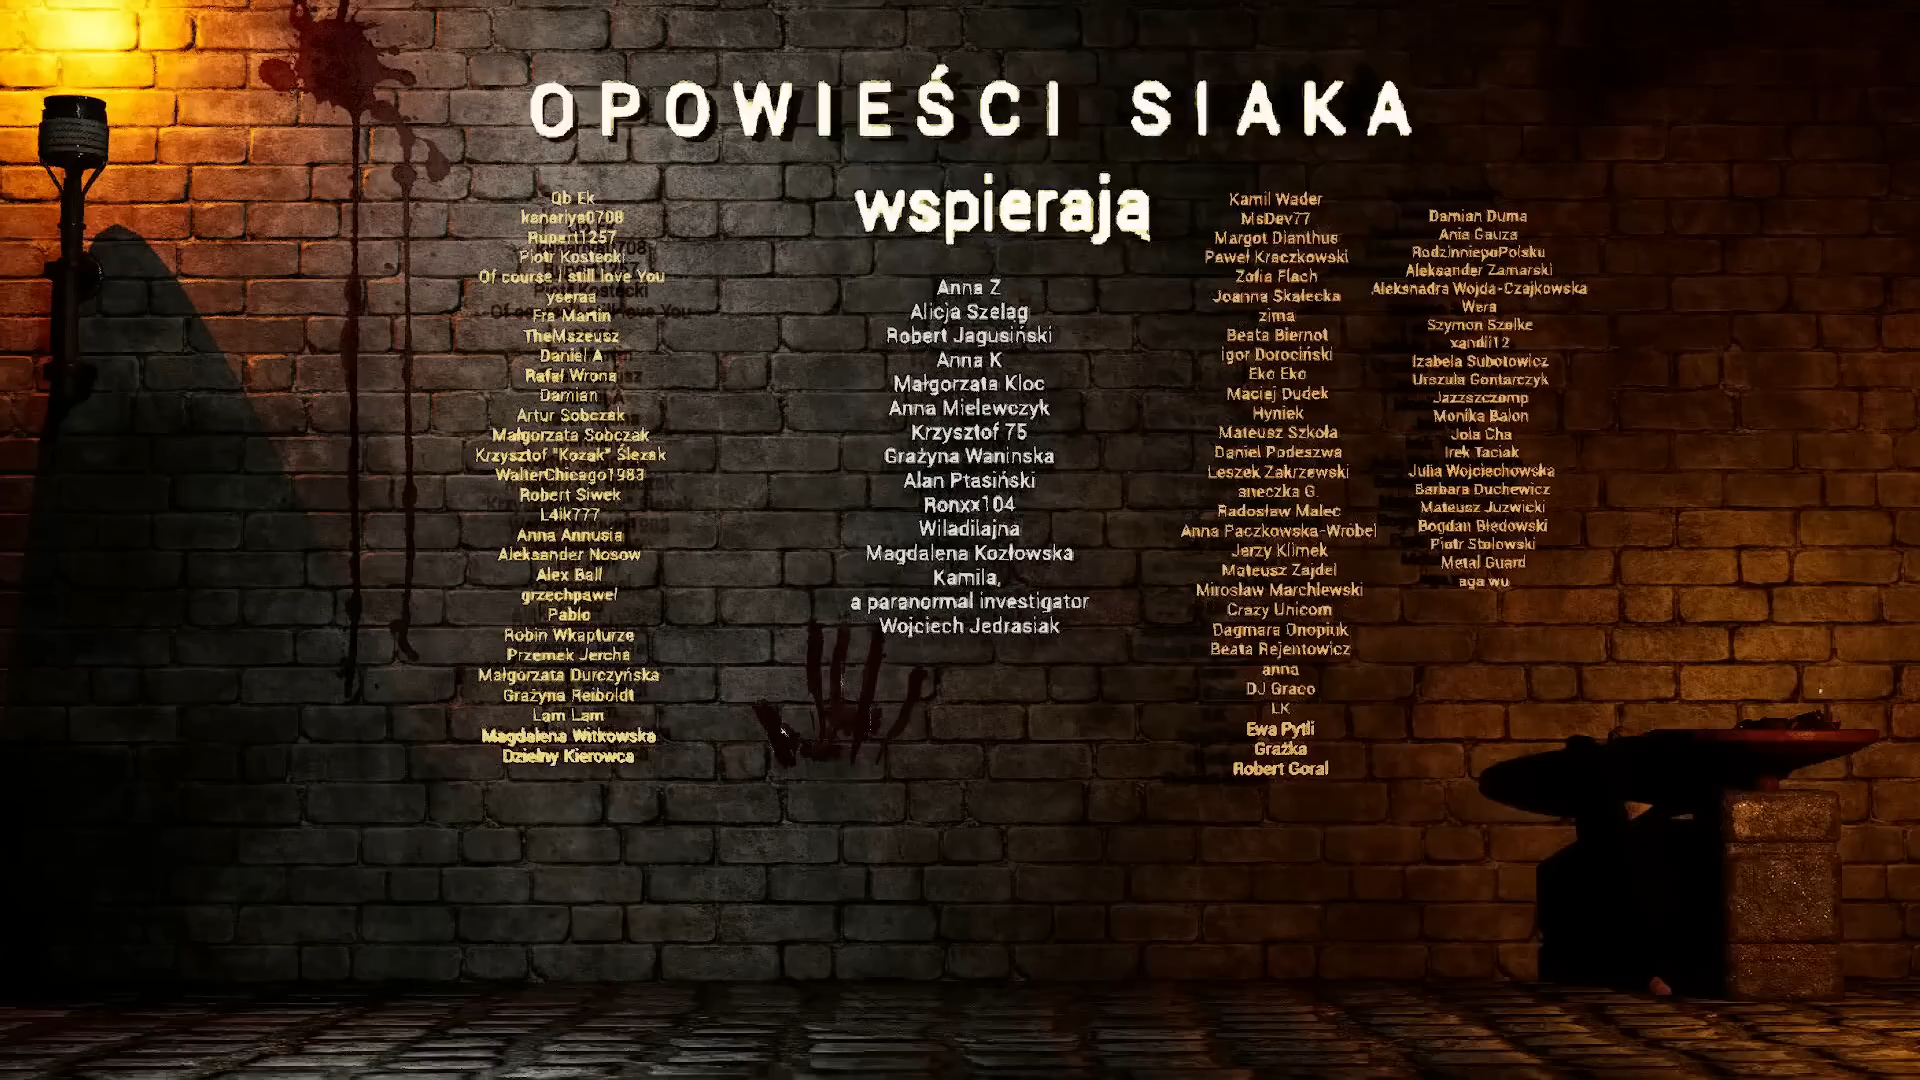 OPOWIEŚCI SIAKA
wspierają
Qb Ek
kanariya0708
Rupert1257
Piotr Kostecki
Of course I still love You
yseraa
Fra Martin
TheMszeusz
Daniel A
Rafał Wrona
Damian
Artur Sobczak
Małgorzata Sobczak
Krzysztof "Kozak" Ślęzak
WalterChicago1983
Robert Siwek
L4ik777
Anna Annusia
Aleksander Nosow
Alex Ball
grzechpawel
Pablo
Robin Wkapturze
Przemek Jercha
Małgorzata Durczyńska
Grażyna Reiboldt
Lam Lam
Magdalena Witkowska
Dzielny Kierowca
Anna Z
Alicja Szeląg
Robert Jagusiński
Anna K
Małgorzata Kloc
Anna Mielewczyk
Krzysztof 75
Grażyna Waninska
Alan Ptasiński
Ronxx104
Wiladilajna
Magdalena Kozłowska
Kamila,
a paranormal investigator
Wojciech Jedrasiak
Kamil Wader
MsDev77
Margot Dianthus
Paweł Kraczkowski
Zofia Flach
Joanna Skałecka
zima
Beata Biernot
Igor Dorociński
Eko Eko
Maciej Dudek
Hyniek
Mateusz Szkoła
Daniel Podeszwa
Leszek Zakrzewski
aneczka G.
Radosław Malec
Anna Paczkowska-Wróbel
Jerzy Klimek
Mateusz Zajdel
Mirosław Marchlewski
Crazy Unicorn
Dagmara Onopiuk
Beata Rejentowicz
anna
DJ Graco
LK
Ewa Pytli
Grażka
Robert Goral
Damian Duma
Ania Gauza
RodzinniepoPolsku
Aleksander Zamarski
Aleksnadra Wojda-Czajkowska
Wera
Szymon Szolke
xandi112
Izabela Subotowicz
Urszula Gontarczyk
Jazzszczomp
Monika Balon
Jola Cha
Irek Taciak
Julia Wojciechowska
Barbara Duchewicz
Mateusz Juzwicki
Bogdan Błędowski
Piotr Stolowski
Metal Guard
aga wu